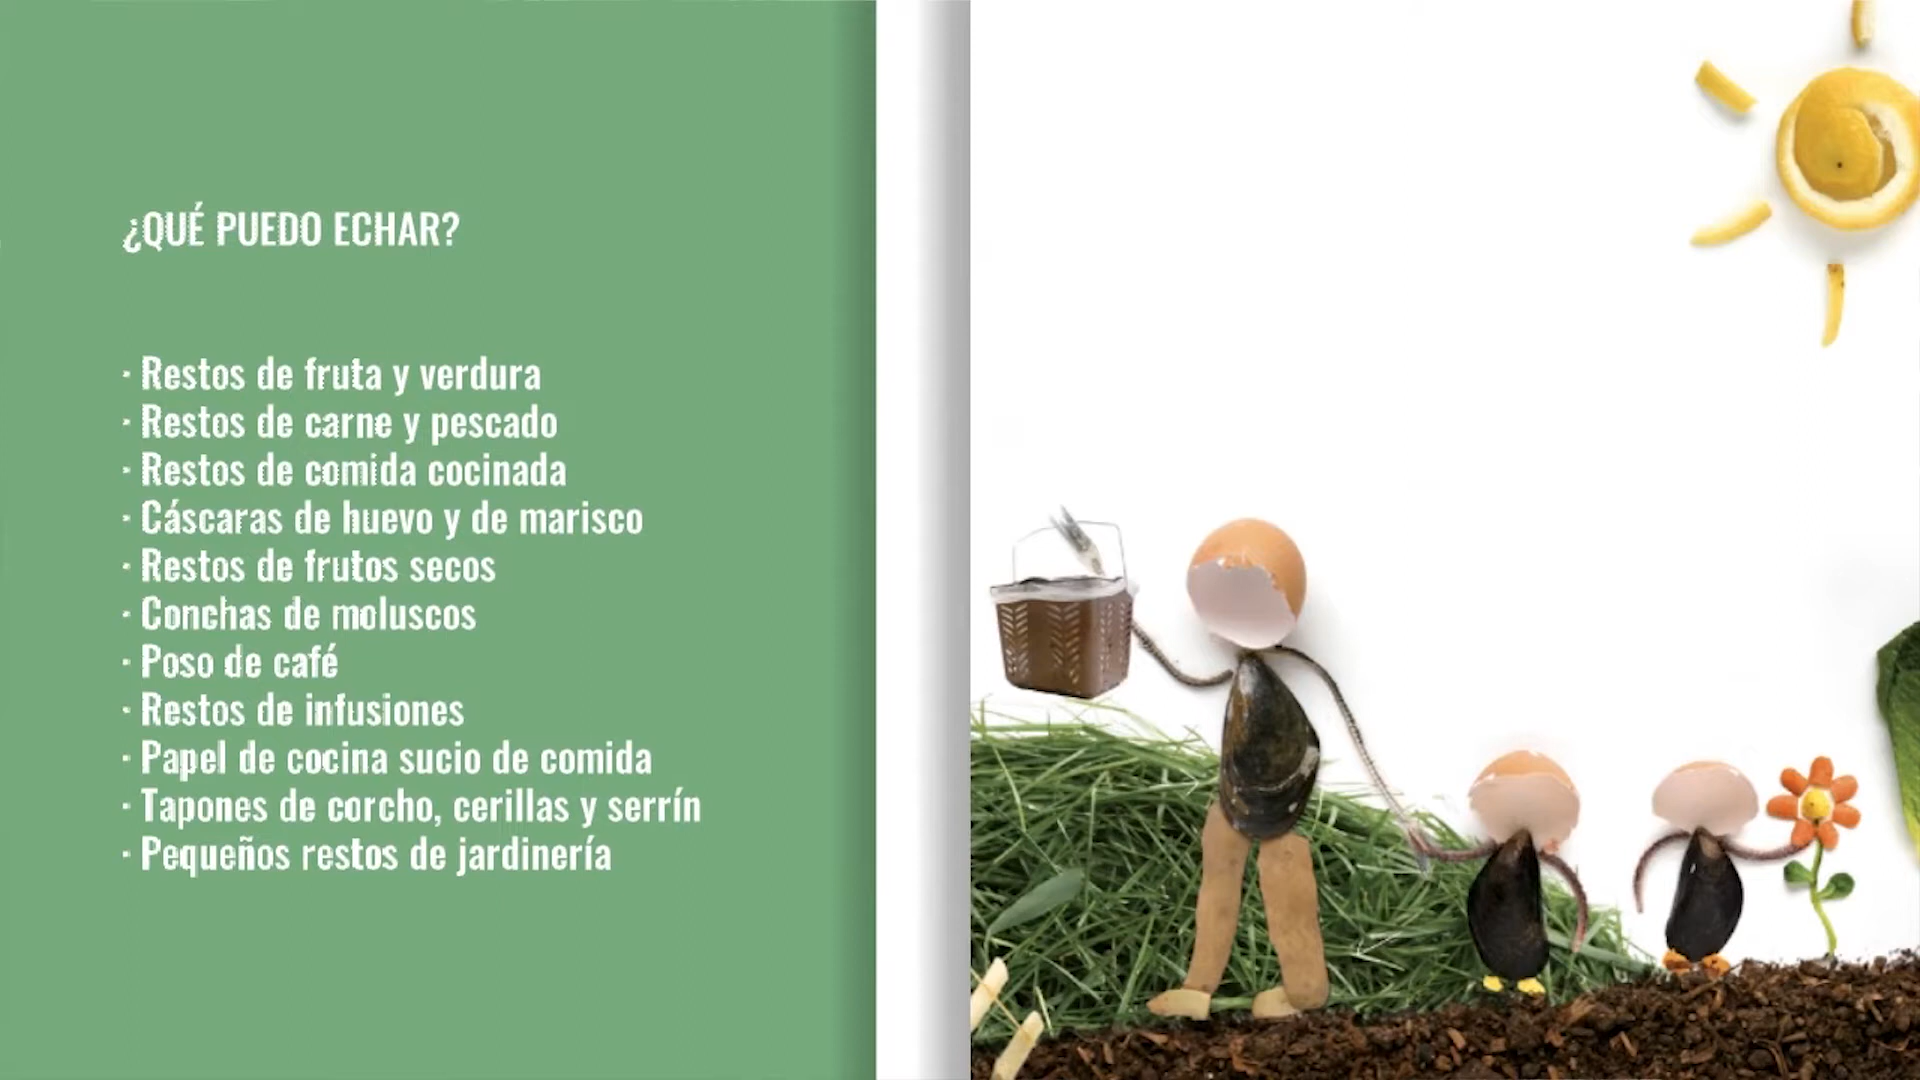 ¿QUÉ PUEDO ECHAR?
· Restos de fruta y verdura
· Restos de carne y pescado
· Restos de comida cocinada
· Cáscaras de huevo y de marisco
· Restos de frutos secos
· Conchas de moluscos
· Poso de café
· Restos de infusiones
· Papel de cocina sucio de comida
· Tapones de corcho, cerillas y serrín
· Pequeños restos de jardinería